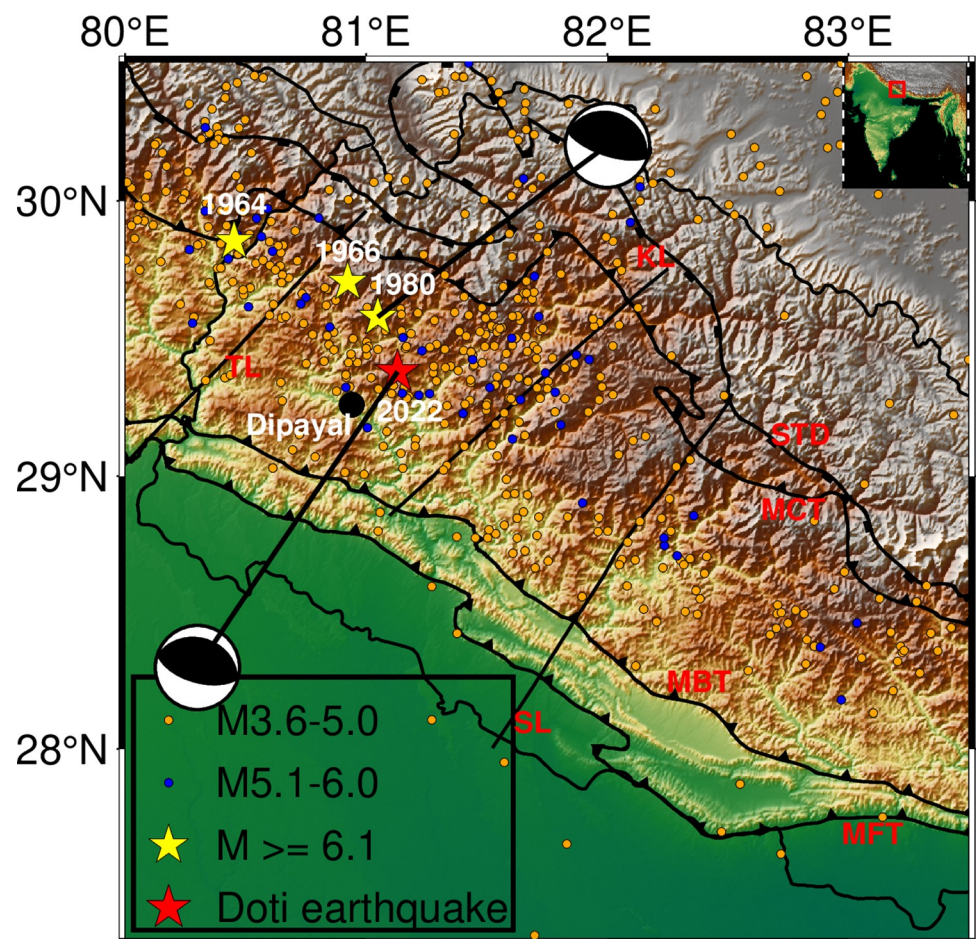 80°E 81°E 82°E 83°E
30°N
29°N
28°N
1964
1966
1980
KL
TL
2022
Dipayal
STD
MCT
MBT
SL
MFT
M3.6-5.0
M5.1-6.0
M >= 6.1
Doti earthquake